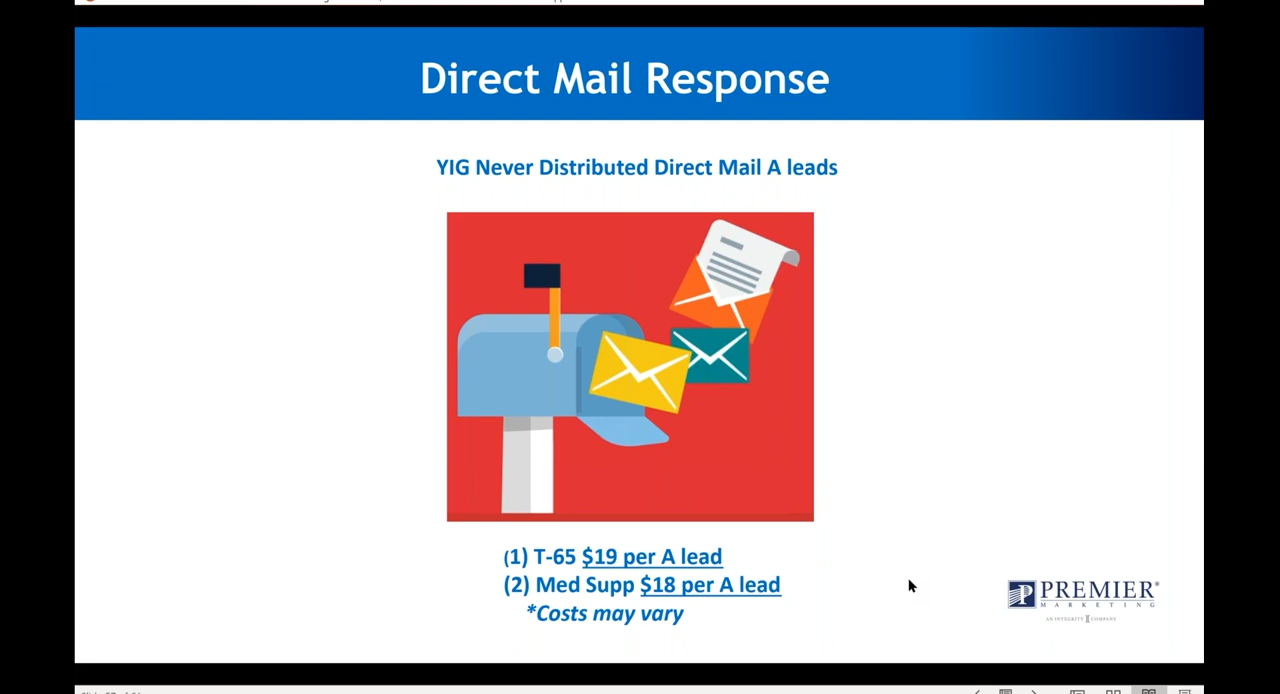 Direct Mail Response
YIG Never Distributed Direct Mail A leads
(1) T-65 $19 per A lead
(2) Med Supp $18 per A lead
*Costs may vary
PREMIER®
MARKETING
AN INTEGRITY COMPANY